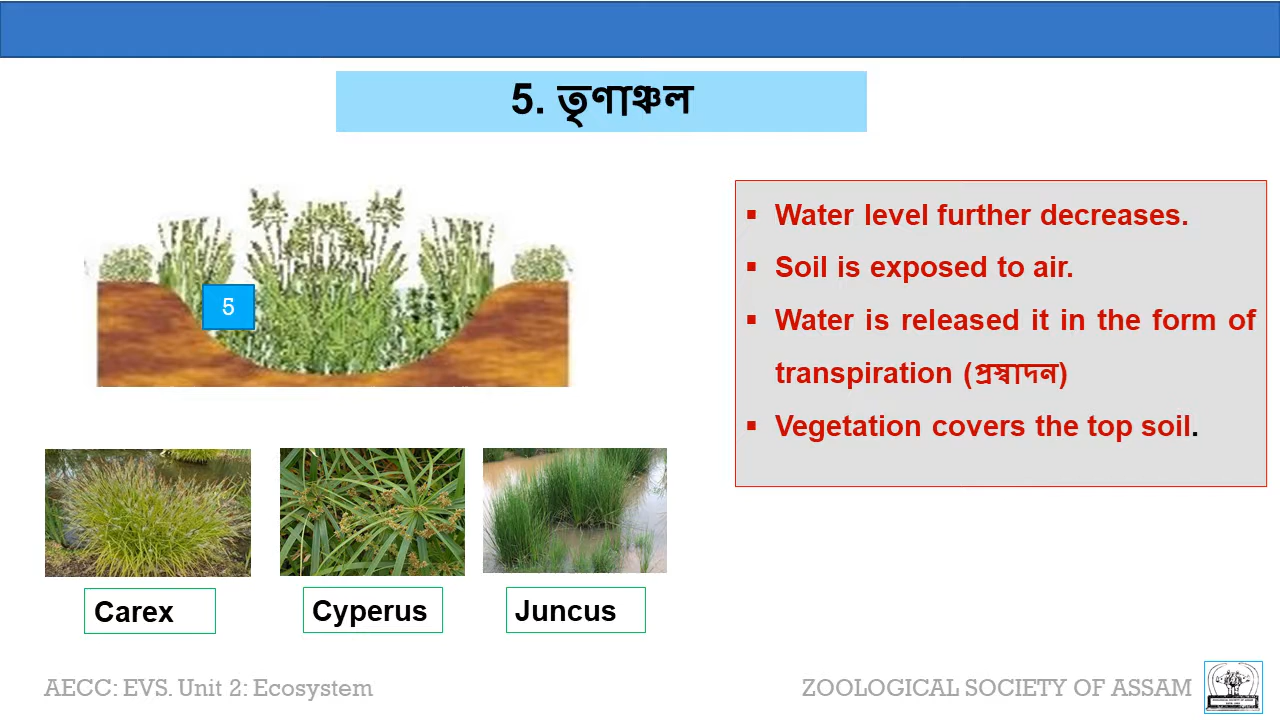 5. তৃণাঞ্চল
5
▪ Water level further decreases.
▪ Soil is exposed to air.
▪ Water is released it in the form of
transpiration (প্ৰস্বাদন)
▪ Vegetation covers the top soil.
Carex
Cyperus
Juncus
AECC: EVS. Unit 2: Ecosystem
ZOOLOGICAL SOCIETY OF ASSAM